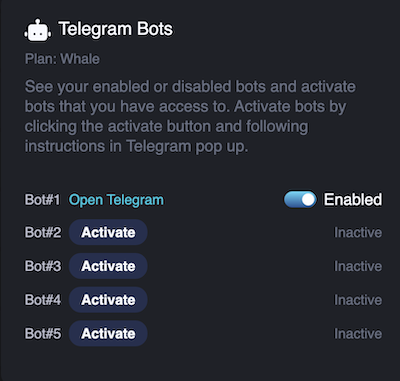 Telegram Bots
Plan: Whale
See your enabled or disabled bots and activate
bots that you have access to. Activate bots by
clicking the activate button and following
instructions in Telegram pop up.
Bot#1 Open Telegram Enabled
Bot#2 Activate Inactive
Bot#3 Activate Inactive
Bot#4 Activate Inactive
Bot#5 Activate Inactive